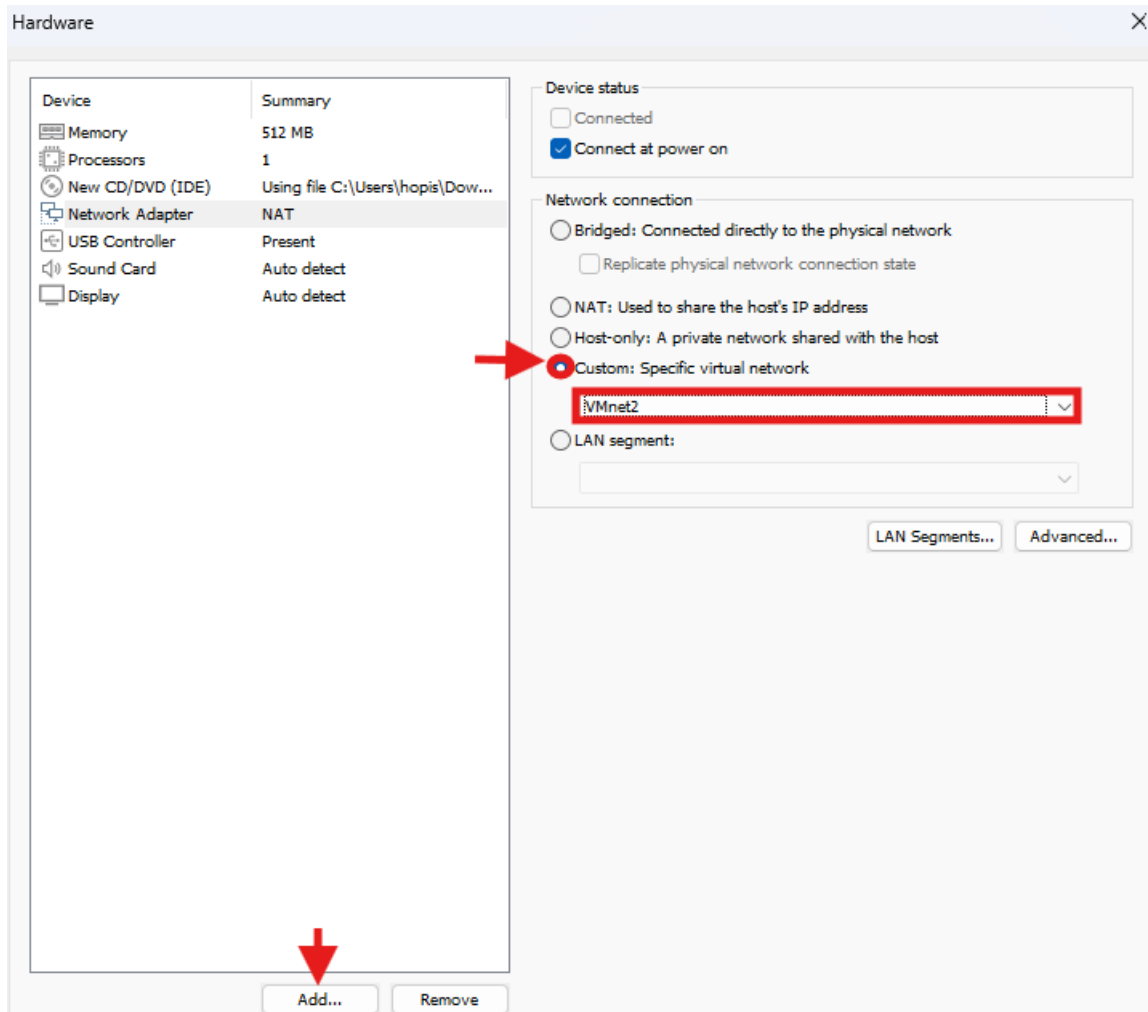 Hardware
Device Summary
Memory 512 MB
Processors 1
New CD/DVD (IDE) Using file C:\Users\hopis\Dow...
Network Adapter NAT
USB Controller Present
Sound Card Auto detect
Display Auto detect
Add... Remove
Device status
Connected
Connect at power on
Network connection
Bridged: Connected directly to the physical network
Replicate physical network connection state
NAT: Used to share the host's IP address
Host-only: A private network shared with the host
Custom: Specific virtual network
VMnet2
LAN segment:
LAN Segments... Advanced...